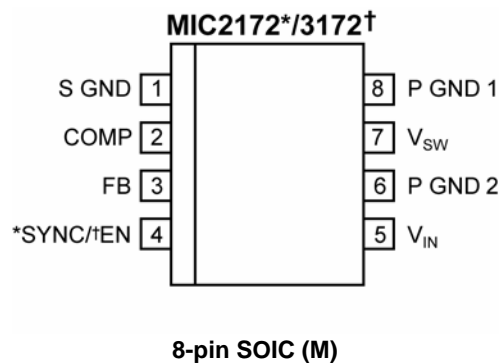 MIC2172*/3172†
S GND 1 8 P GND 1
COMP 2 7 VSW
FB 3 6 P GND 2
*SYNC/†EN 4 5 VIN
8-pin SOIC (M)